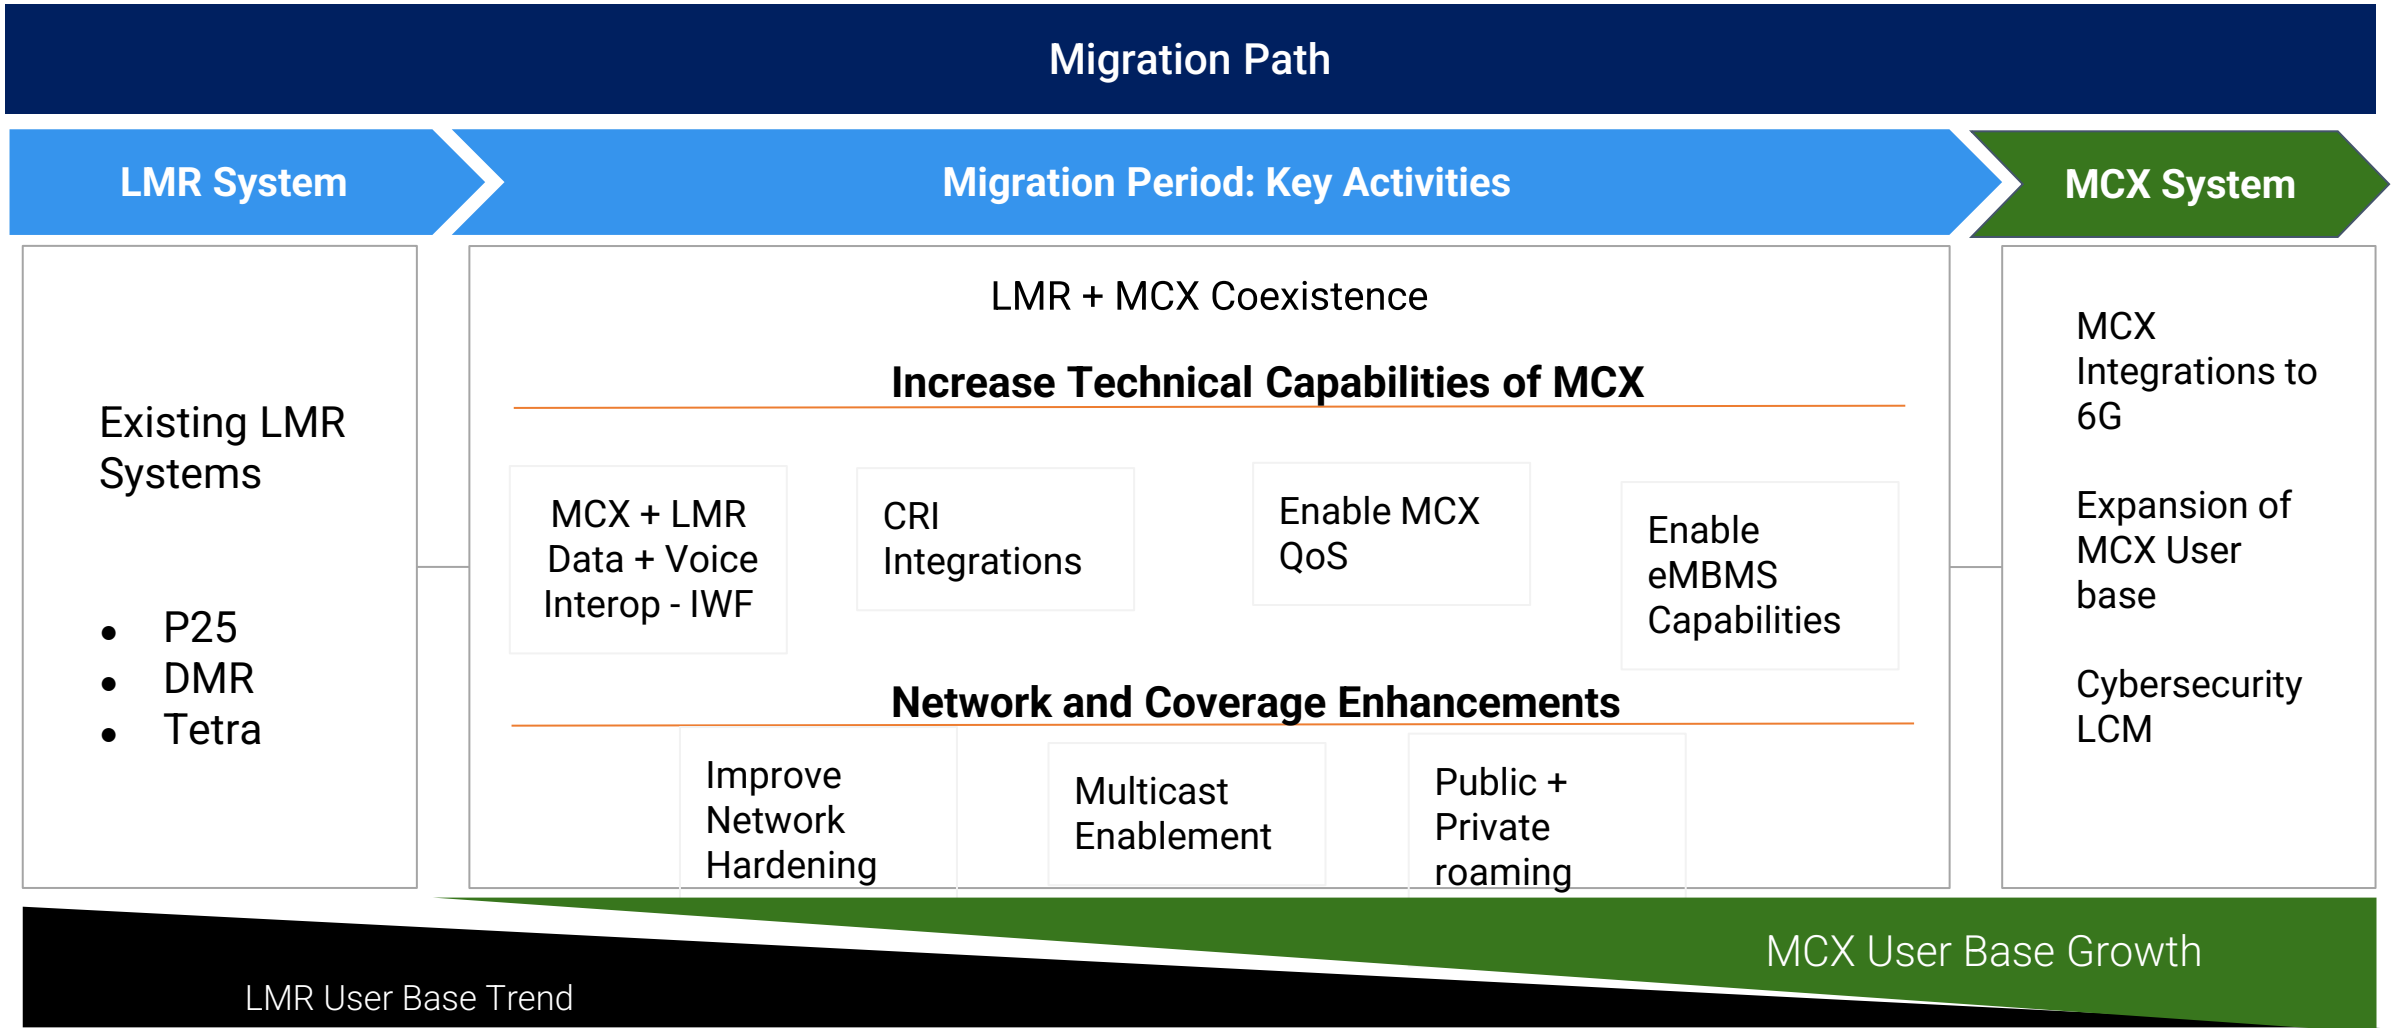 Migration Path
LMR System
Migration Period: Key Activities
MCX System
Existing LMR
Systems
● P25
● DMR
● Tetra
LMR + MCX Coexistence
Increase Technical Capabilities of MCX
MCX + LMR
Data + Voice
Interop - IWF
CRI
Integrations
Enable MCX
QoS
Enable
eMBMS
Capabilities
Network and Coverage Enhancements
Improve
Network
Hardening
Multicast
Enablement
Public +
Private
roaming
MCX
Integrations to
6G
Expansion of
MCX User
base
Cybersecurity
LCM
MCX User Base Growth
LMR User Base Trend